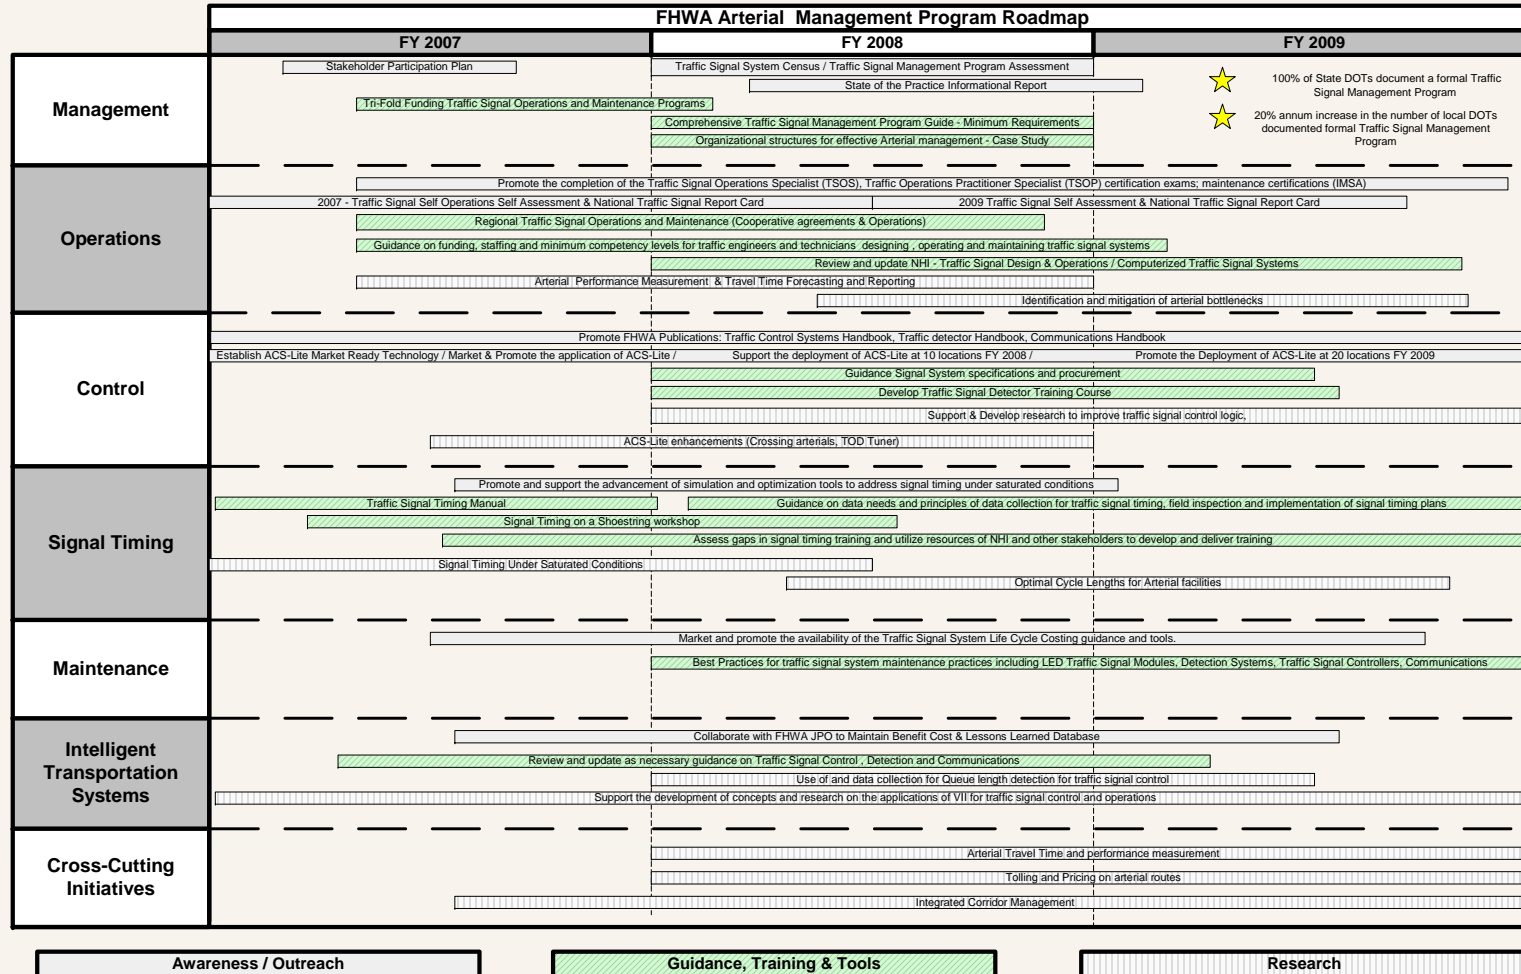 FHWA Arterial  Management Program Roadmap
FY 2007
FY 2008
FY 2009
Management
Stakeholder Participation Plan
Traffic Signal System Census / Traffic Signal Management Program Assessment
State of the Practice Informational Report
Tri-Fold Funding Traffic Signal Operations and Maintenance Programs
Comprehensive Traffic Signal Management Program Guide - Minimum Requirements
Organizational structures for effective Arterial management - Case Study
100% of State DOTs document a formal Traffic
Signal Management Program
20% annum increase in the number of local DOTs
documented formal Traffic Signal Management
Program
Operations
Promote the completion of the Traffic Signal Operations Specialist (TSOS), Traffic Operations Practitioner Specialist (TSOP) certification exams; maintenance certifications (IMSA)
2007 - Traffic Signal Self Operations Self Assessment & National Traffic Signal Report Card
2009 Traffic Signal Self Assessment & National Traffic Signal Report Card
Regional Traffic Signal Operations and Maintenance (Cooperative agreements & Operations)
Guidance on funding, staffing and minimum competency levels for traffic engineers and technicians  designing , operating and maintaining traffic signal systems
Review and update NHI - Traffic Signal Design & Operations / Computerized Traffic Signal Systems
Arterial  Performance Measurement  & Travel Time Forecasting and Reporting
Identification and mitigation of arterial bottlenecks
Control
Promote FHWA Publications: Traffic Control Systems Handbook, Traffic detector Handbook, Communications Handbook
Establish ACS-Lite Market Ready Technology / Market & Promote the application of ACS-Lite /
Support the deployment of ACS-Lite at 10 locations FY 2008 /
Promote the Deployment of ACS-Lite at 20 locations FY 2009
Guidance Signal System specifications and procurement
Develop Traffic Signal Detector Training Course
Support & Develop research to improve traffic signal control logic,
ACS-Lite enhancements (Crossing arterials, TOD Tuner)
Signal Timing
Promote and support the advancement of simulation and optimization tools to address signal timing under saturated conditions
Traffic Signal Timing Manual
Guidance on data needs and principles of data collection for traffic signal timing, field inspection and implementation of signal timing plans
Signal Timing on a Shoestring workshop
Assess gaps in signal timing training and utilize resources of NHI and other stakeholders to develop and deliver training
Signal Timing Under Saturated Conditions
Optimal Cycle Lengths for Arterial facilities
Maintenance
Market and promote the availability of the Traffic Signal System Life Cycle Costing guidance and tools.
Best Practices for traffic signal system maintenance practices including LED Traffic Signal Modules, Detection Systems, Traffic Signal Controllers, Communications
Intelligent
Transportation
Systems
Collaborate with FHWA JPO to Maintain Benefit Cost & Lessons Learned Database
Review and update as necessary guidance on Traffic Signal Control , Detection and Communications
Use of and data collection for Queue length detection for traffic signal control
Support the development of concepts and research on the applications of VII for traffic signal control and operations
Cross-Cutting
Initiatives
Arterial Travel Time and performance measurement
Tolling and Pricing on arterial routes
Integrated Corridor Management
Awareness / Outreach
Guidance, Training & Tools
Research